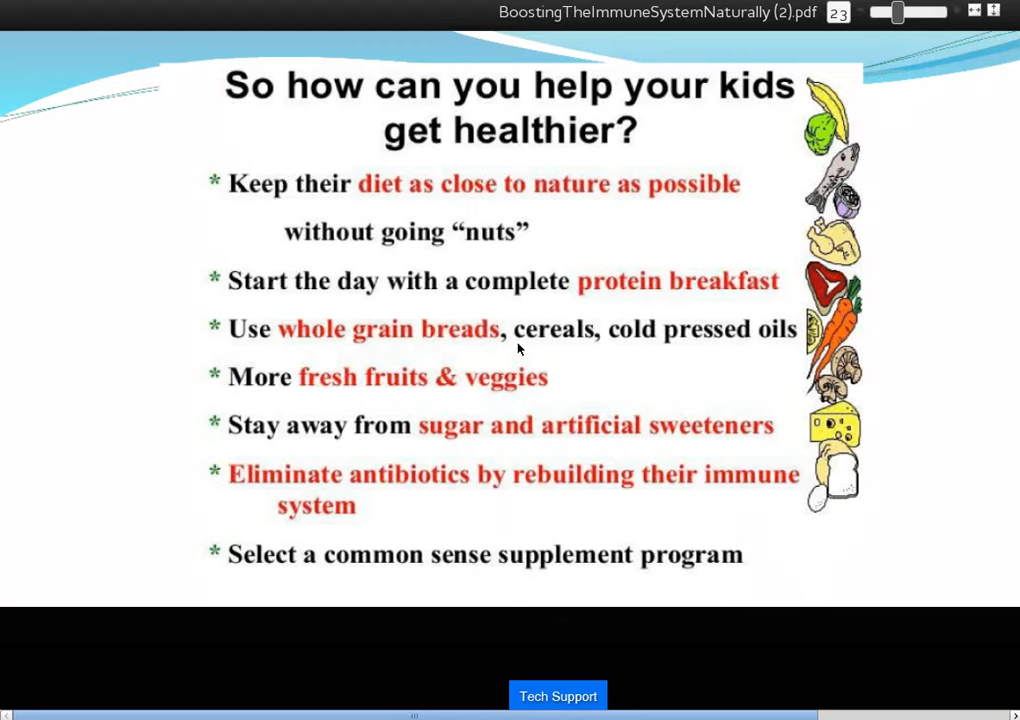 BoostingTheImmuneSystemNaturally (2).pdf 23
So how can you help your kids
get healthier?
* Keep their diet as close to nature as possible
without going “nuts”
* Start the day with a complete protein breakfast
* Use whole grain breads, cereals, cold pressed oils
* More fresh fruits & veggies
* Stay away from sugar and artificial sweeteners
* Eliminate antibiotics by rebuilding their immune
system
* Select a common sense supplement program
Tech Support